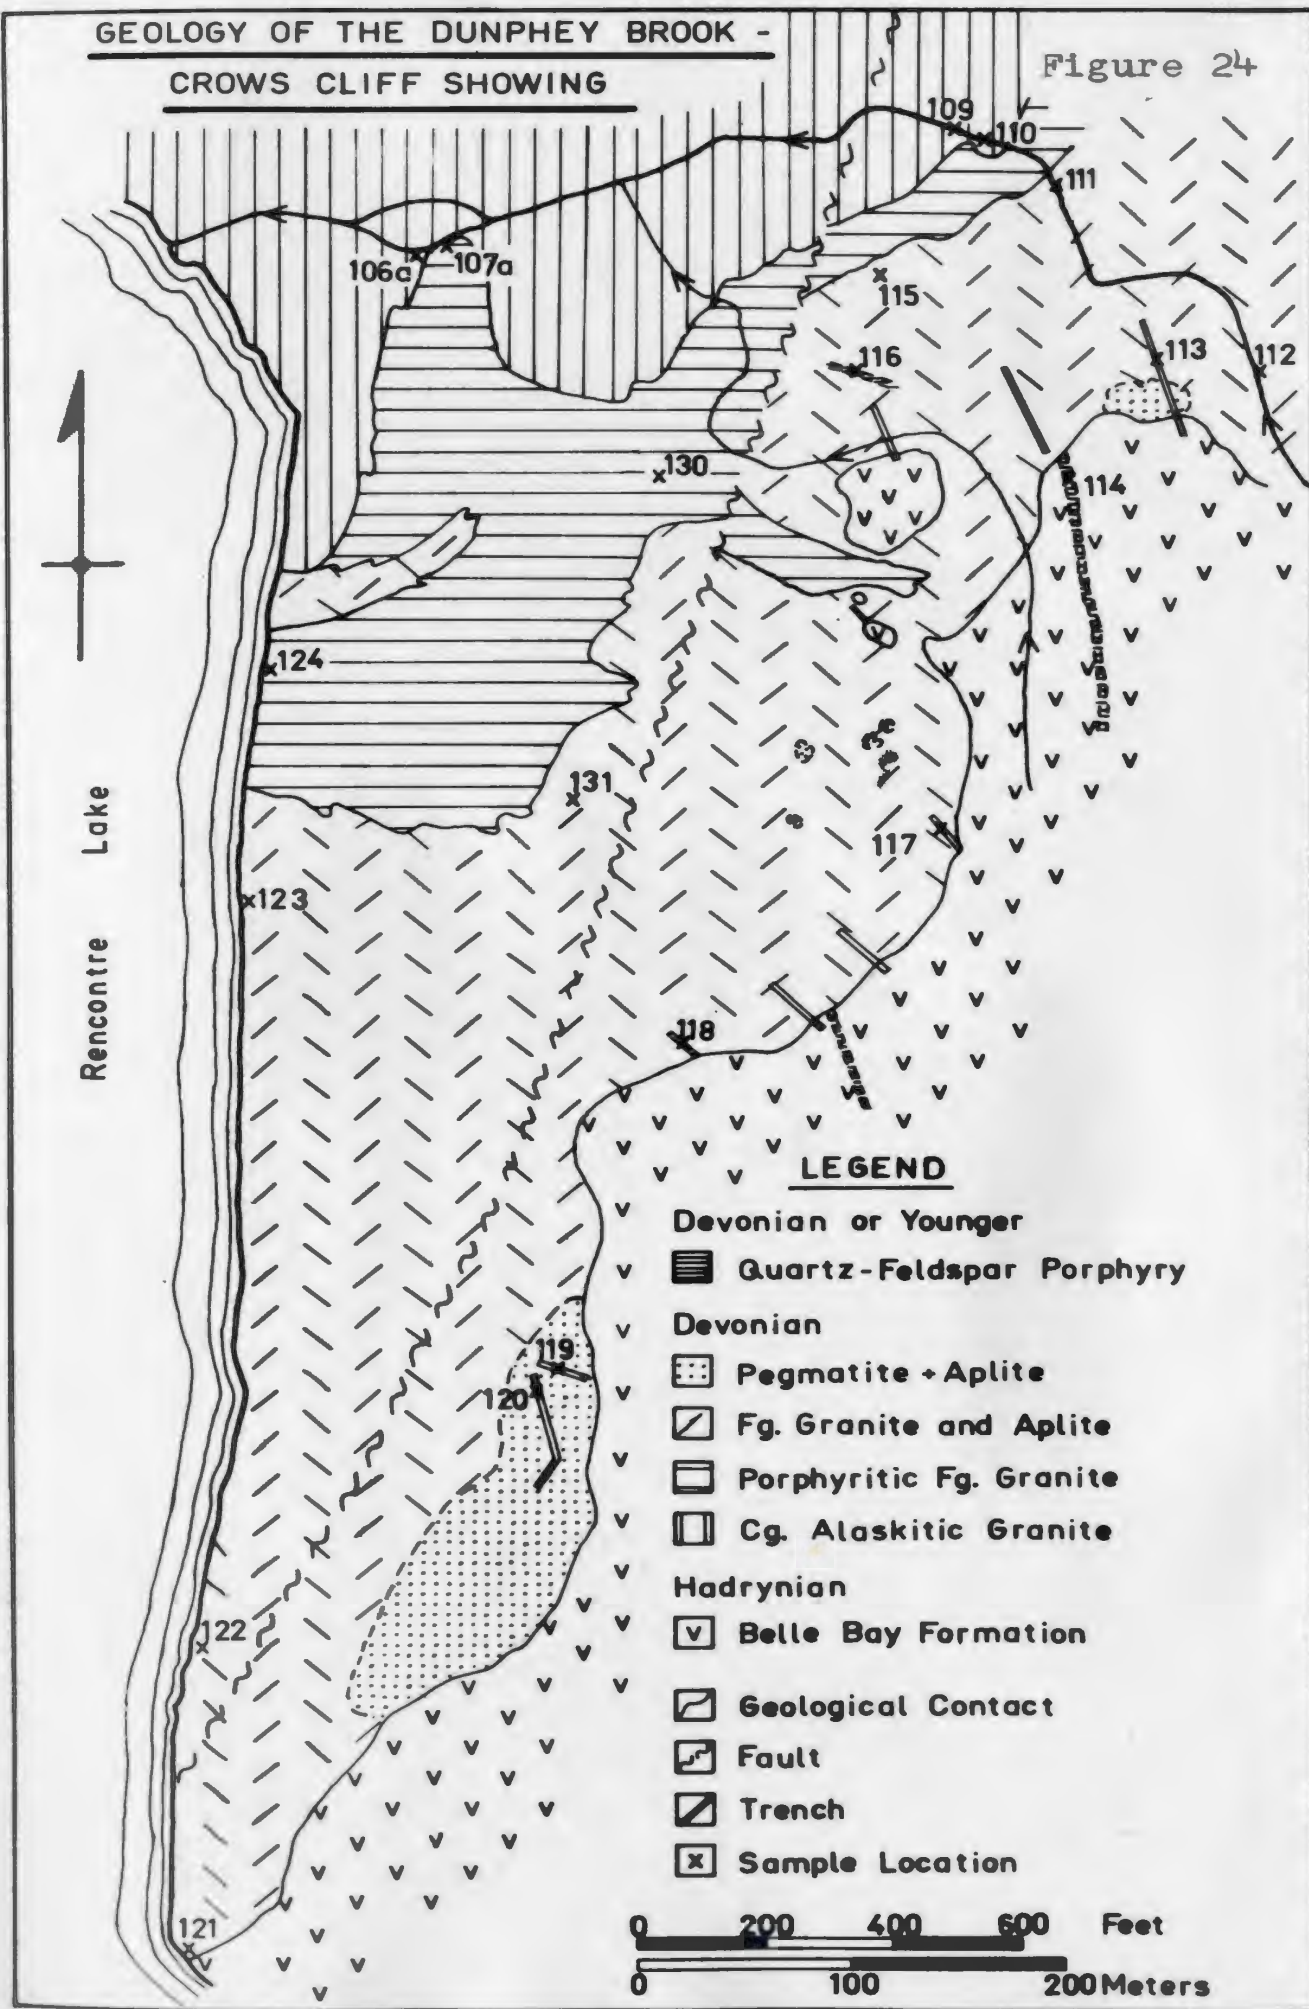 GEOLOGY OF THE DUNPHEY BROOK -
CROWS CLIFF SHOWING
Figure 24
109
110
111
106a
107a
115
116
113
112
130
114
124
131
117
123
118
Rencontre Lake
119
120
122
121
LEGEND
Devonian or Younger
Quartz-Feldspar Porphyry
Devonian
Pegmatite + Aplite
Fg. Granite and Aplite
Porphyritic Fg. Granite
Cg. Alaskitic Granite
Hadrynian
v Belle Bay Formation
Geological Contact
Fault
Trench
x Sample Location
0 200 400 600 Feet
0 100 200 Meters